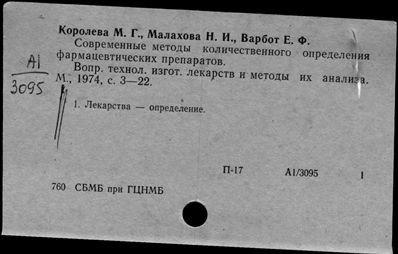 Королева М. Г., Малахова Н. И., Варбот Е. Ф.
Современные методы количественного определения
фармацевтических препаратов.
Вопр. технол. изгот. лекарств и методы их анализа.
М., 1974, с. 3—22.
А1
3095
1. Лекарства — определение.
П-17 А1/3095 1
760 СБМБ при ГЦНМБ